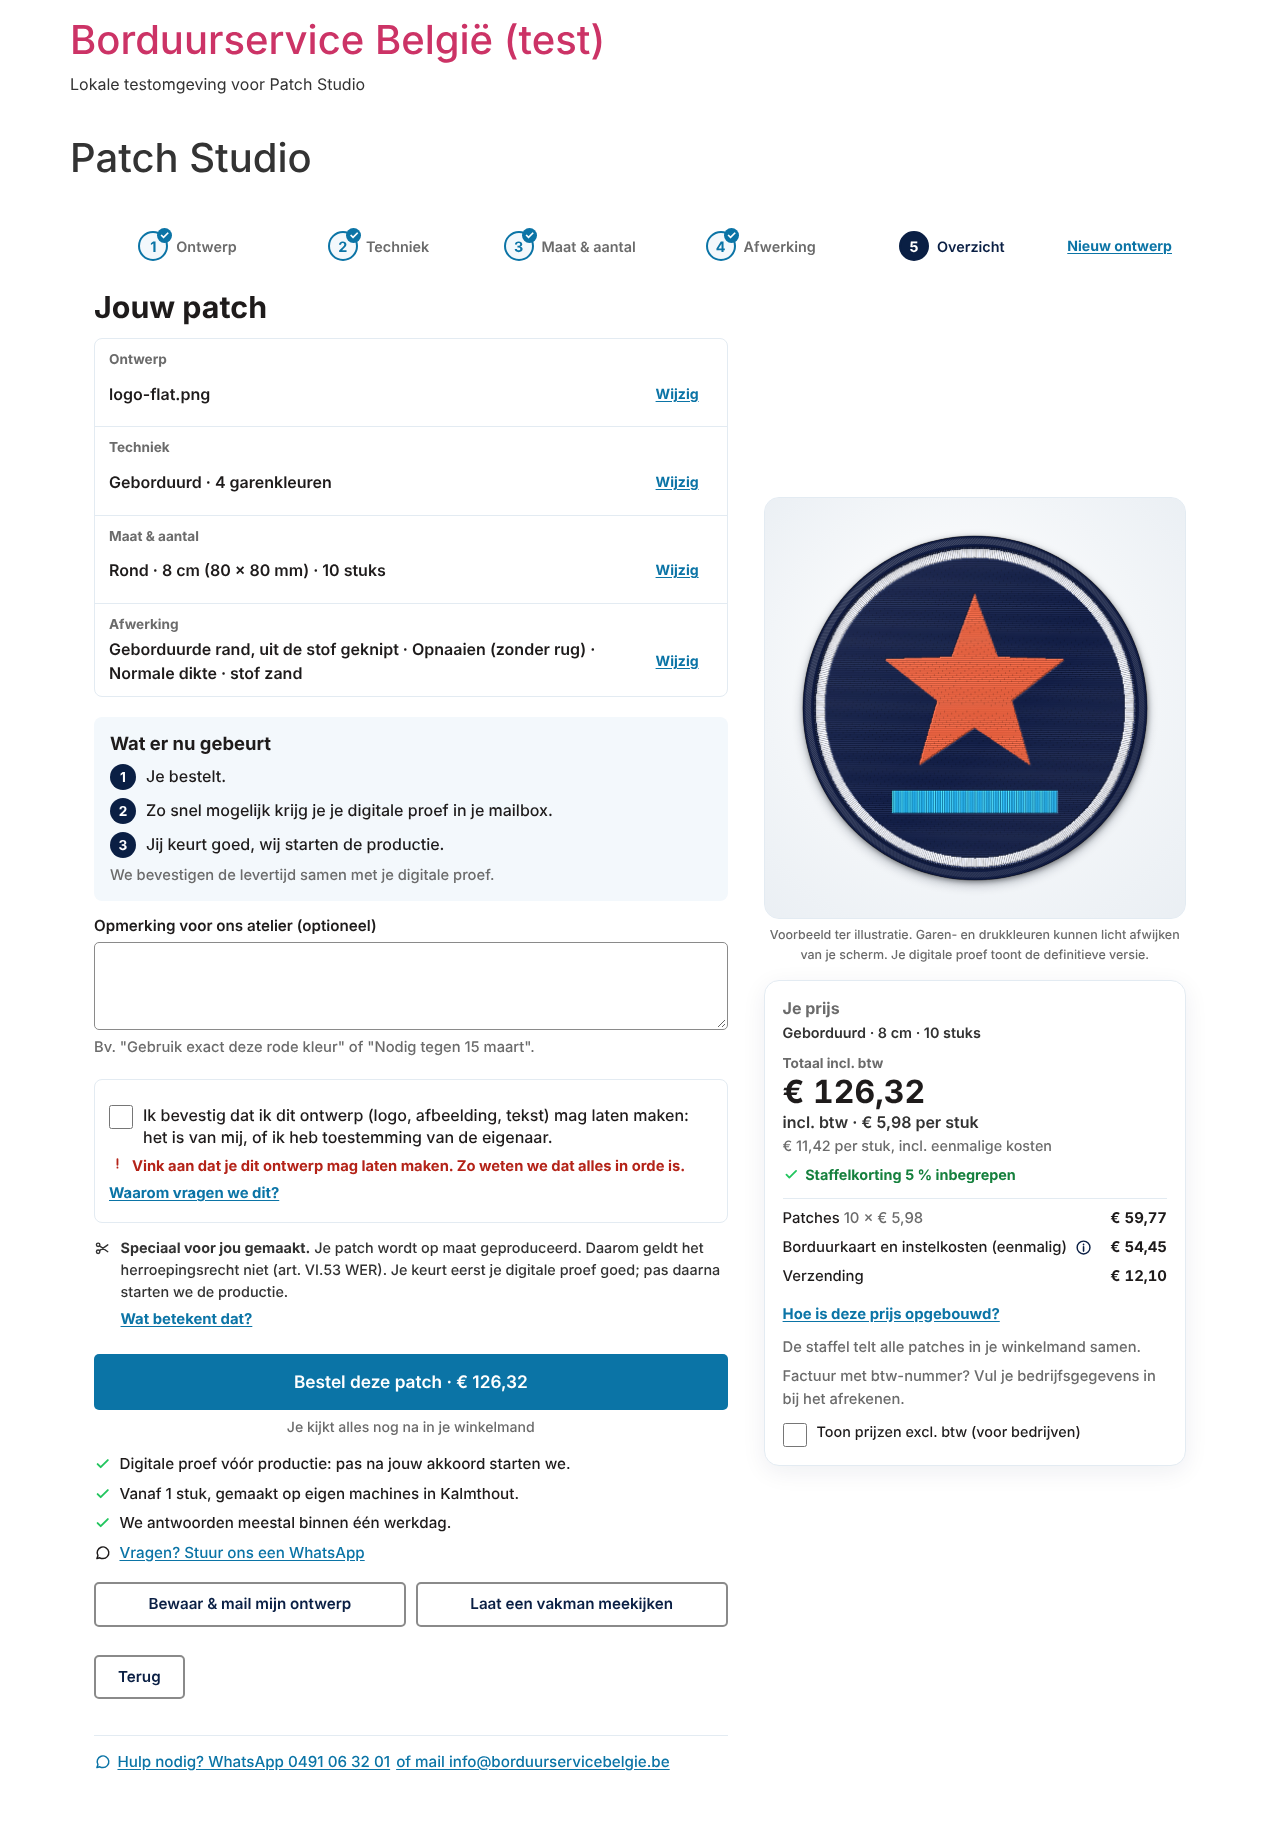 Borduurservice België (test)
Lokale testomgeving voor Patch Studio
Patch Studio
1 Ontwerp
2 Techniek
3 Maat & aantal
4 Afwerking
5 Overzicht
Nieuw ontwerp
Jouw patch
Ontwerp
logo-flat.png
Wijzig
Techniek
Geborduurd · 4 garenkleuren
Wijzig
Maat & aantal
Rond · 8 cm (80 × 80 mm) · 10 stuks
Wijzig
Afwerking
Geborduurde rand, uit de stof geknipt · Opnaaien (zonder rug) ·
Normale dikte · stof zand
Wijzig
Wat er nu gebeurt
1 Je bestelt.
2 Zo snel mogelijk krijg je je digitale proef in je mailbox.
3 Jij keurt goed, wij starten de productie.
We bevestigen de levertijd samen met je digitale proef.
Opmerking voor ons atelier (optioneel)
Bv. "Gebruik exact deze rode kleur" of "Nodig tegen 15 maart".
Ik bevestig dat ik dit ontwerp (logo, afbeelding, tekst) mag laten maken:
het is van mij, of ik heb toestemming van de eigenaar.
! Vink aan dat je dit ontwerp mag laten maken. Zo weten we dat alles in orde is.
Waarom vragen we dit?
Speciaal voor jou gemaakt. Je patch wordt op maat geproduceerd. Daarom geldt het
herroepingsrecht niet (art. VI.53 WER). Je keurt eerst je digitale proef goed; pas daarna
starten we de productie.
Wat betekent dat?
Bestel deze patch · € 126,32
Je kijkt alles nog na in je winkelmand
Digitale proef vóór productie: pas na jouw akkoord starten we.
Vanaf 1 stuk, gemaakt op eigen machines in Kalmthout.
We antwoorden meestal binnen één werkdag.
Vragen? Stuur ons een WhatsApp
Bewaar & mail mijn ontwerp
Laat een vakman meekijken
Terug
Hulp nodig? WhatsApp 0491 06 32 01 of mail info@borduurservicebelgie.be
Voorbeeld ter illustratie. Garen- en drukkleuren kunnen licht afwijken
van je scherm. Je digitale proef toont de definitieve versie.
Je prijs
Geborduurd · 8 cm · 10 stuks
Totaal incl. btw
€ 126,32
incl. btw · € 5,98 per stuk
€ 11,42 per stuk, incl. eenmalige kosten
Staffelkorting 5 % inbegrepen
Patches 10 × € 5,98 € 59,77
Borduurkaart en instelkosten (eenmalig) € 54,45
Verzending € 12,10
Hoe is deze prijs opgebouwd?
De staffel telt alle patches in je winkelmand samen.
Factuur met btw-nummer? Vul je bedrijfsgegevens in
bij het afrekenen.
Toon prijzen excl. btw (voor bedrijven)